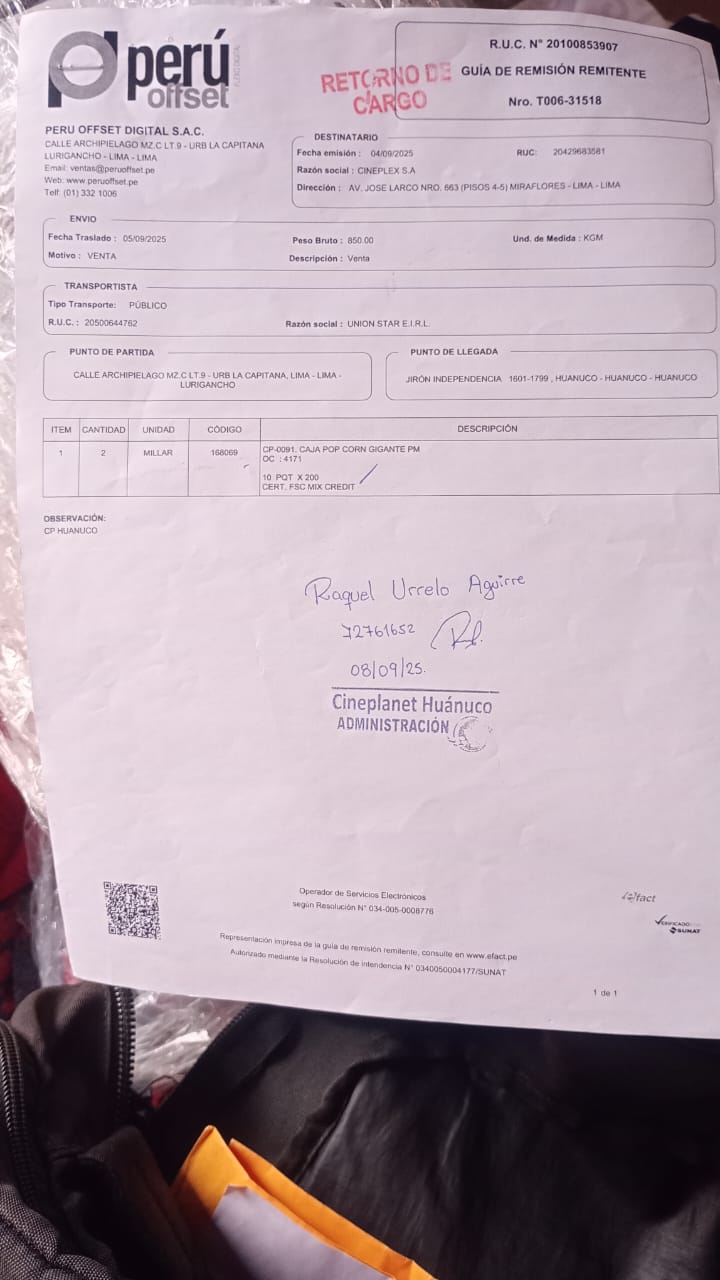 perú
offset
RETORNO DE
CARGO
R.U.C. N° 20100853907
GUÍA DE REMISIÓN REMITENTE
Nro. T006-31518
PERU OFFSET DIGITAL S.A.C.
CALLE ARCHIPIELAGO MZ.C LT.9 - URB LA CAPITANA
LURIGANCHO - LIMA - LIMA
Email: ventas@peruoffset.pe
Web: www.peruoffset.pe
Telf: (01) 332 1006
DESTINATARIO
Fecha emisión : 04/09/2025 RUC: 20429683581
Razón social : CINEPLEX S.A
Dirección : AV. JOSE LARCO NRO. 663 (PISOS 4-5) MIRAFLORES - LIMA - LIMA
ENVIO
Fecha Traslado : 05/09/2025 Peso Bruto : 850.00 Und. de Medida : KGM
Motivo : VENTA Descripción : Venta
TRANSPORTISTA
Tipo Transporte: PÚBLICO
R.U.C. : 20500644762 Razón social : UNION STAR E.I.R.L.
PUNTO DE PARTIDA
CALLE ARCHIPIELAGO MZ.C LT.9 - URB LA CAPITANA, LIMA - LIMA -
LURIGANCHO
PUNTO DE LLEGADA
JIRÓN INDEPENDENCIA 1601-1799 , HUANUCO - HUANUCO - HUANUCO
ITEM CANTIDAD UNIDAD CÓDIGO DESCRIPCIÓN
1 2 MILLAR 168069 CP-0091. CAJA POP CORN GIGANTE PM
OC : 4171
10 PQT X 200
CERT. FSC MIX CREDIT
OBSERVACIÓN:
CP HUANUCO
Raquel Urrelo Aguirre
72761652
08/09/25.
Cineplanet Huánuco
ADMINISTRACIÓN
Operador de Servicios Electrónicos
según Resolución N° 034-005-0008776
efact
VERIFICADO
SUNAT
Representación impresa de la guía de remisión remitente, consulte en www.efact.pe
Autorizado mediante la Resolución de intendencia N° 0340050004177/SUNAT
1 de 1